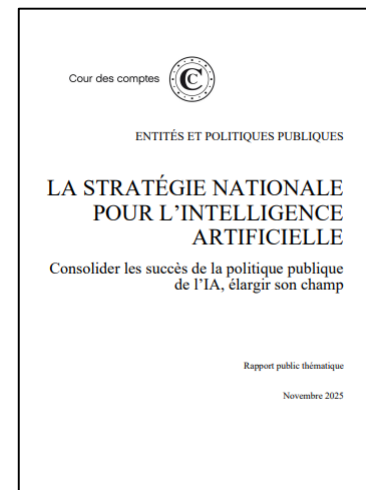 Cour des comptes
ENTITÉS ET POLITIQUES PUBLIQUES
LA STRATÉGIE NATIONALE
POUR L’INTELLIGENCE
ARTIFICIELLE
Consolider les succès de la politique publique
de l’IA, élargir son champ
Rapport public thématique
Novembre 2025